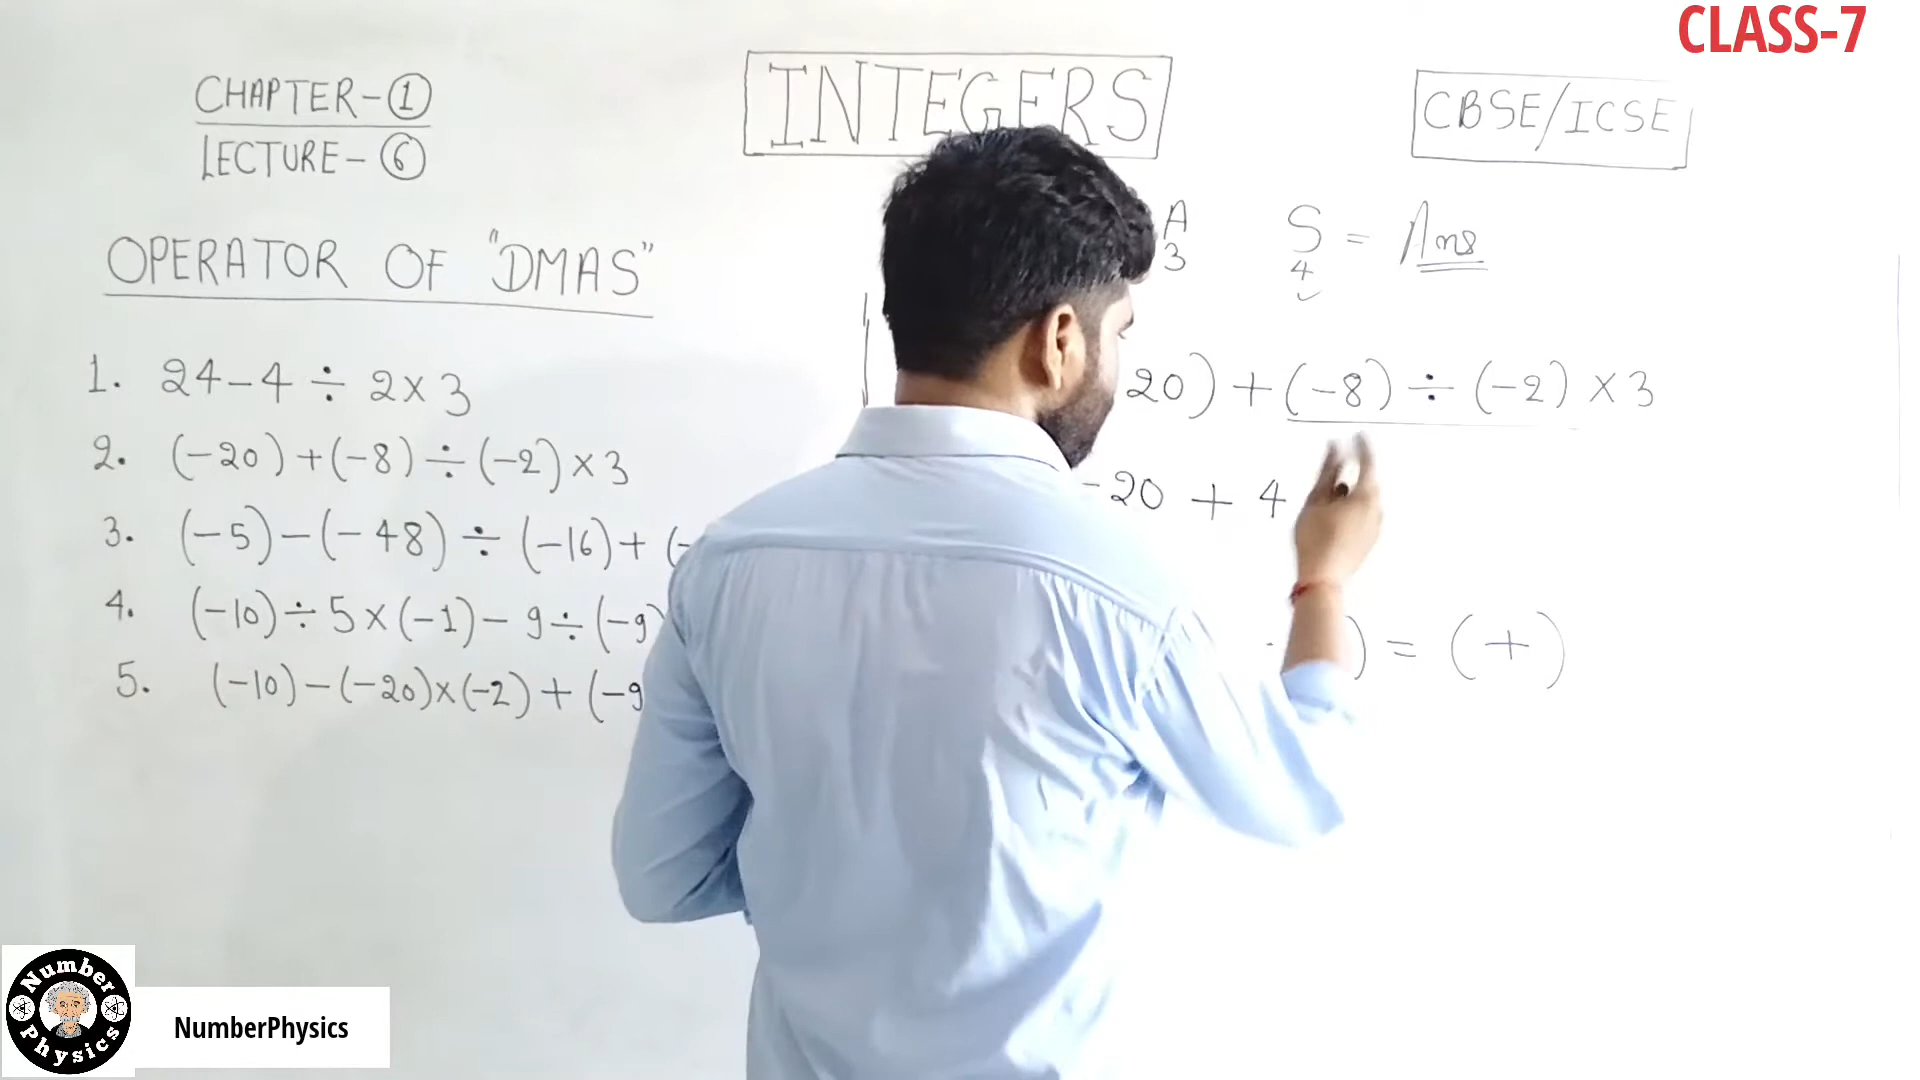 CLASS-7
CHAPTER-1
LECTURE-6
INTEGERS
CBSE/ICSE
OPERATOR OF "DMAS"
A S = Ans
3 4
1. 24-4 ÷ 2×3
2. (-20)+(-8)÷(-2)×3
3. (-5)-(-48) ÷ (-16)+ (-
4. (-10)÷5×(-1)- 9÷(-9)
5. (-10)-(-20)×(-2)+(-9
20) +(-8) ÷ (-2) ×3
-20 + 4
) = (+)
Number Physics
NumberPhysics